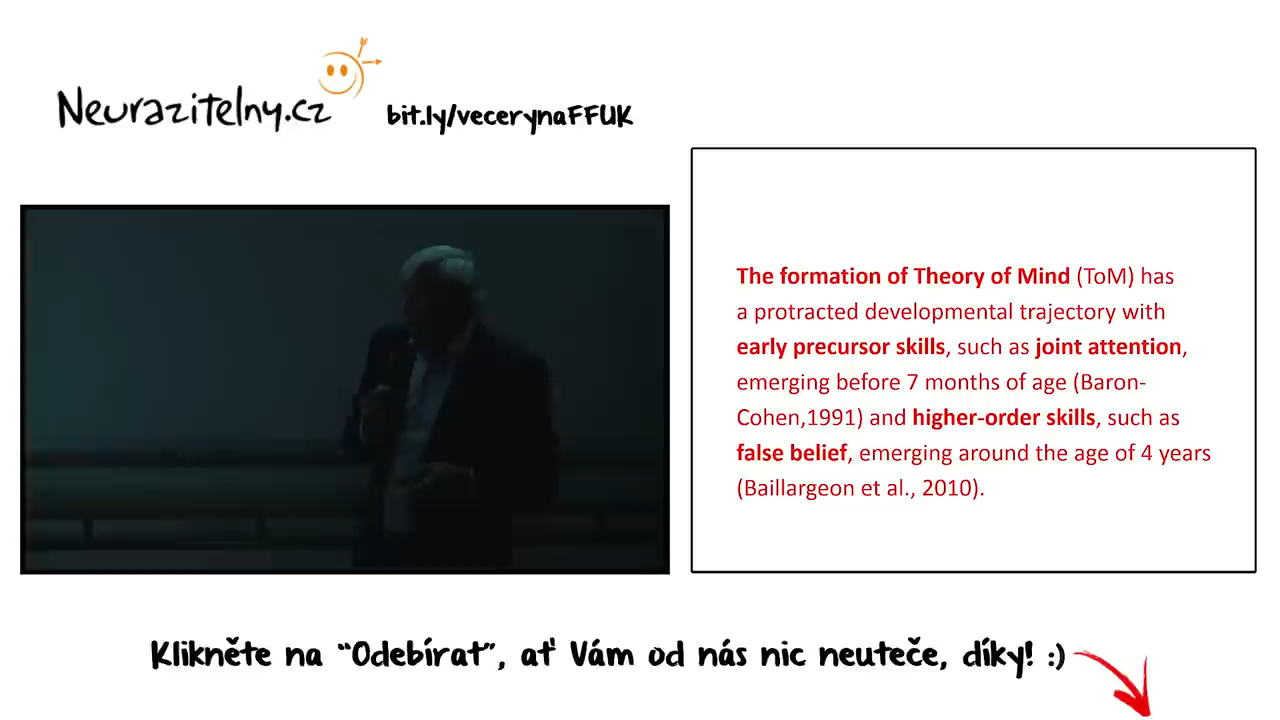 Neurazitelny.cz
bit.ly/vecerynaFFUK
The formation of Theory of Mind (ToM) has
a protracted developmental trajectory with
early precursor skills, such as joint attention,
emerging before 7 months of age (Baron-
Cohen,1991) and higher-order skills, such as
false belief, emerging around the age of 4 years
(Baillargeon et al., 2010).
Klikněte na “Odebírat”, ať Vám od nás nic neuteče, díky! :)